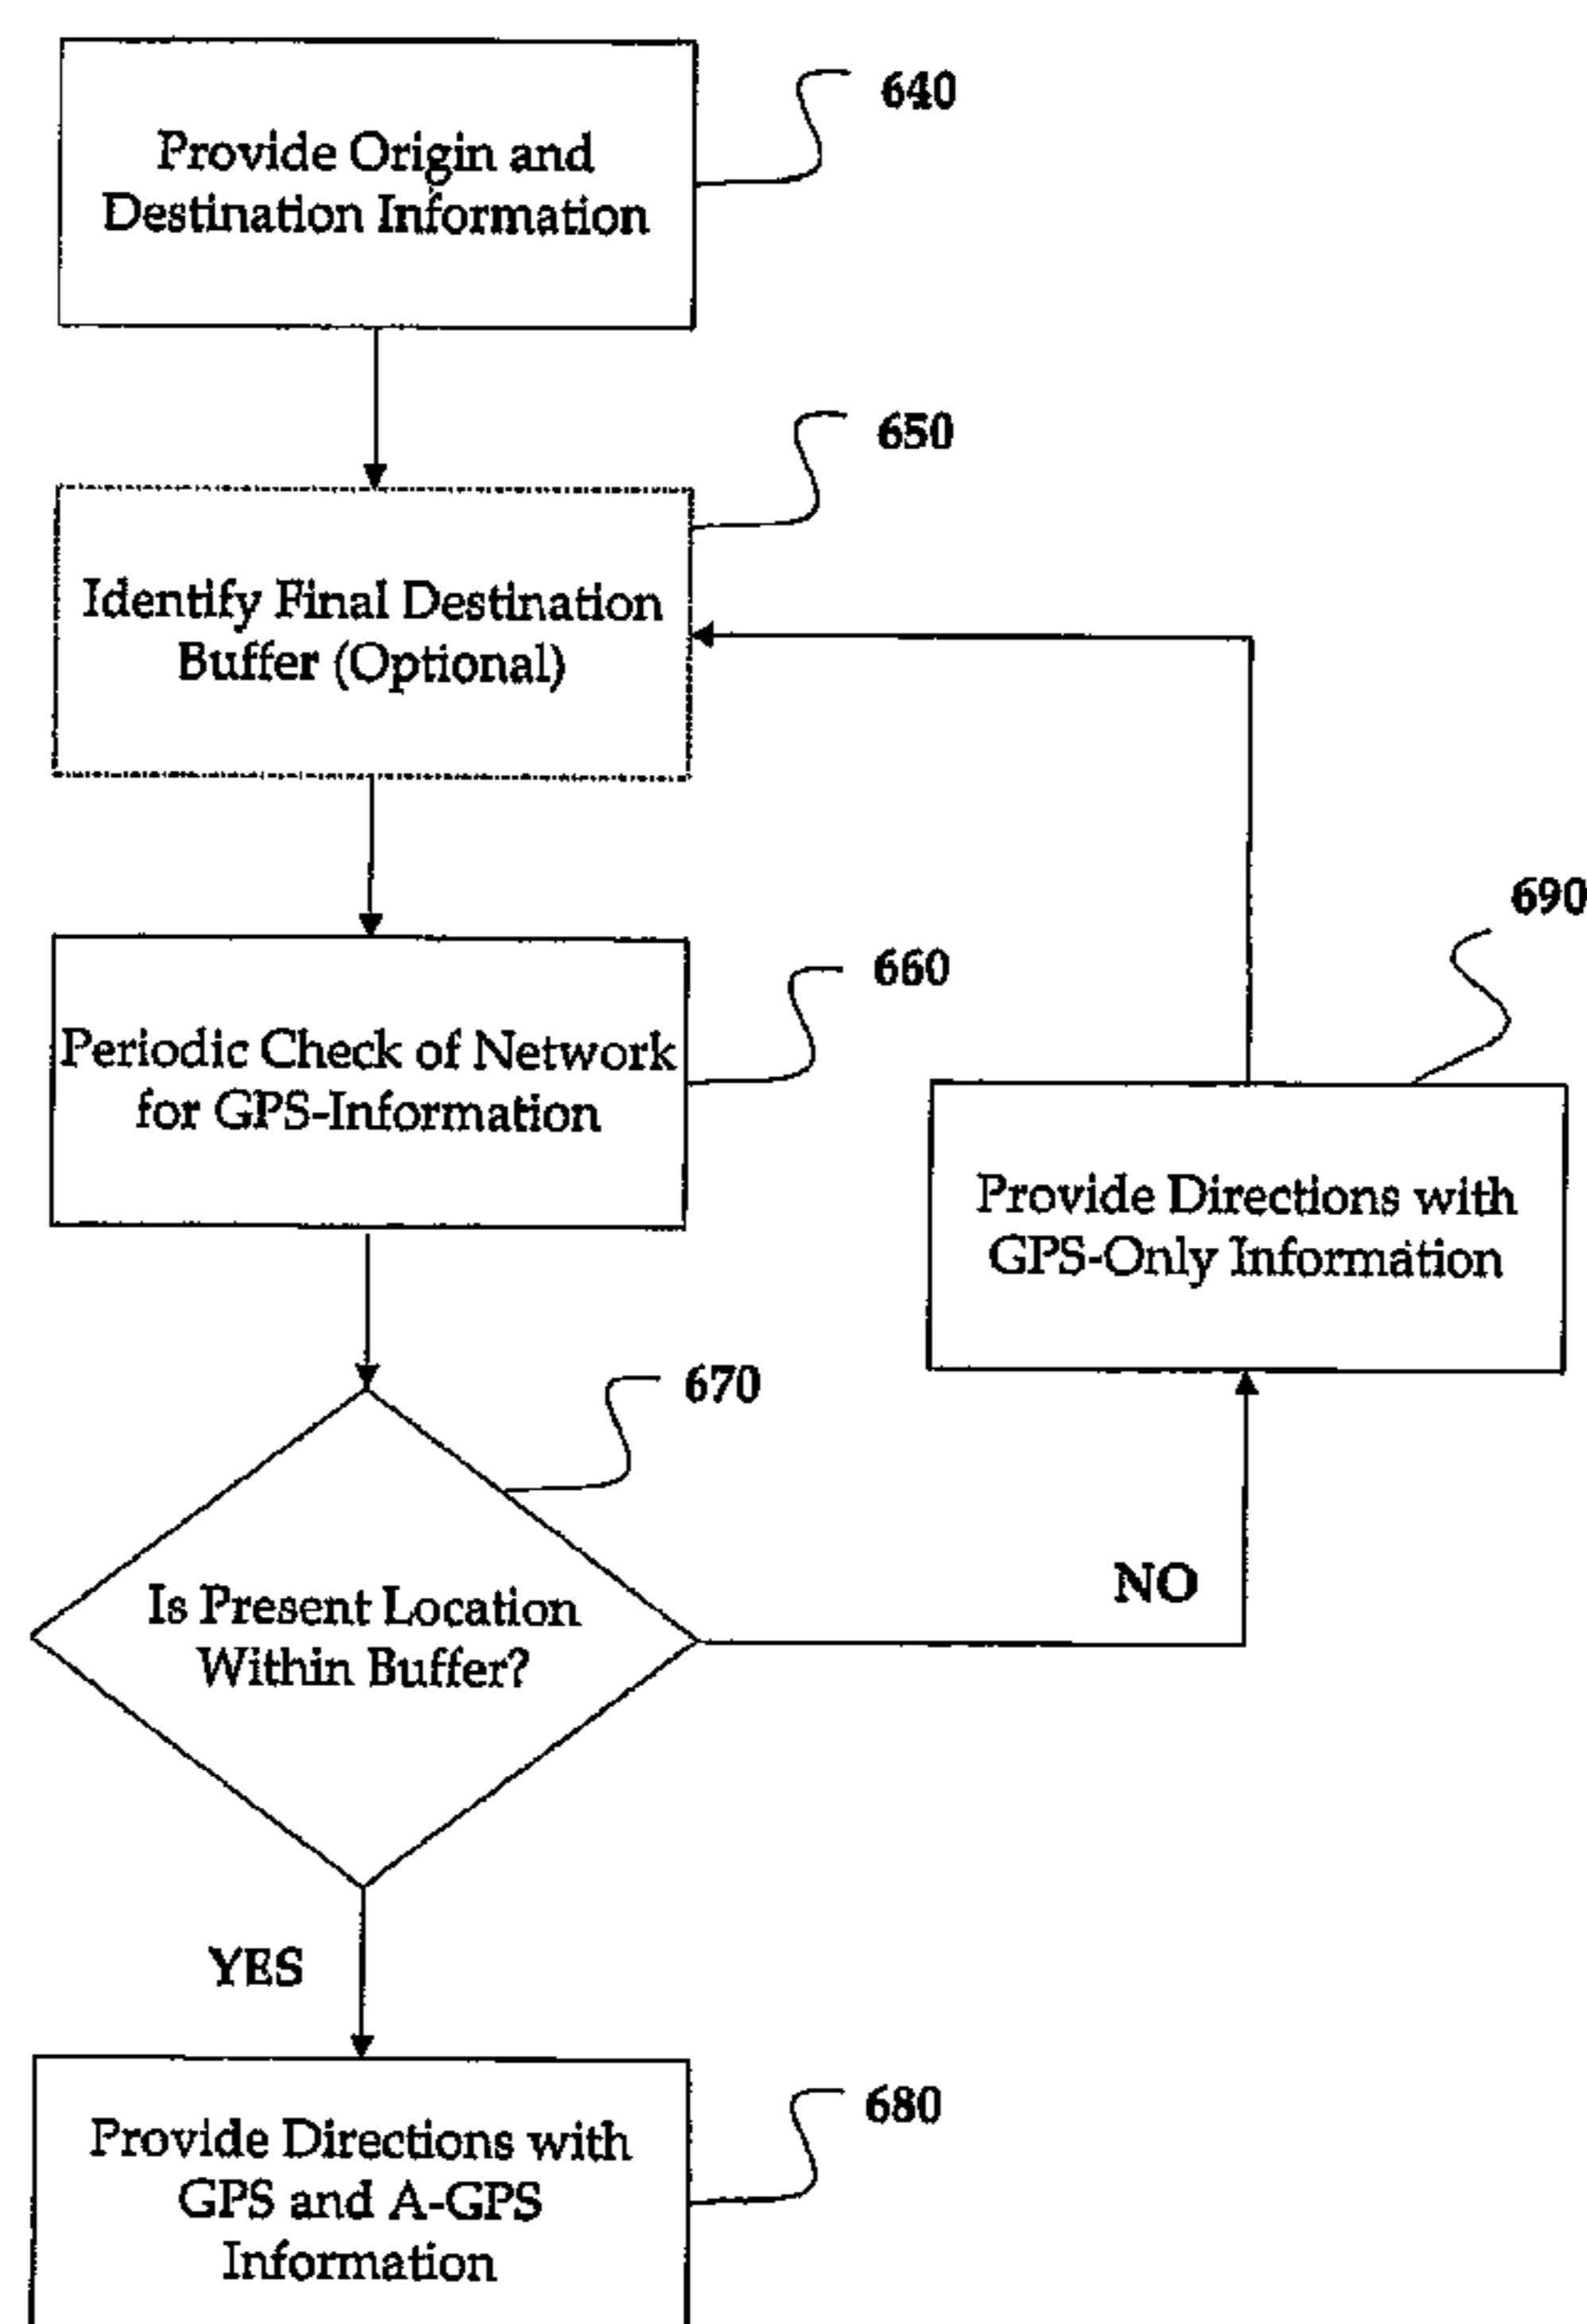 640
Provide Origin and
Destination Information
650
Identify Final Destination
Buffer (Optional)
660
Periodic Check of Network
for GPS-Information
690
Provide Directions with
GPS-Only Information
670
Is Present Location
Within Buffer?
NO
YES
680
Provide Directions with
GPS and A-GPS
Information